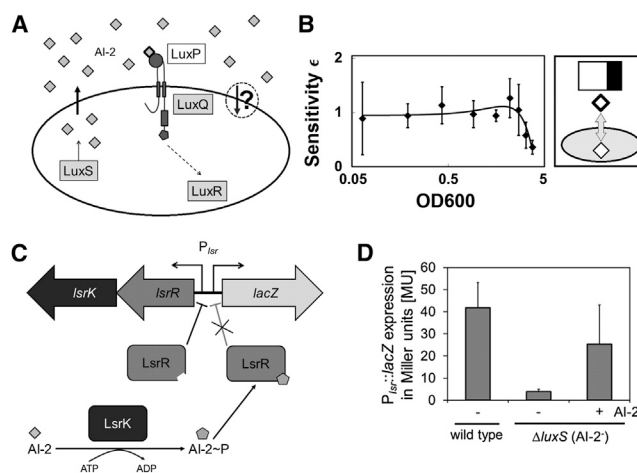 A
AI-2
LuxP
LuxQ
?
LuxS
LuxR
B
Sensitivity ϵ
2
1
0
0.05
0.5
5
OD600
C
Plsr
lsrK
lsrR
lacZ
LsrR
LsrR
LsrK
AI-2
AI-2~P
ATP
ADP
D
Plsr::lacZ expression
in Miller units [MU]
60
50
40
30
20
10
0
-
-
+ AI-2
wild type
ΔluxS (AI-2-)